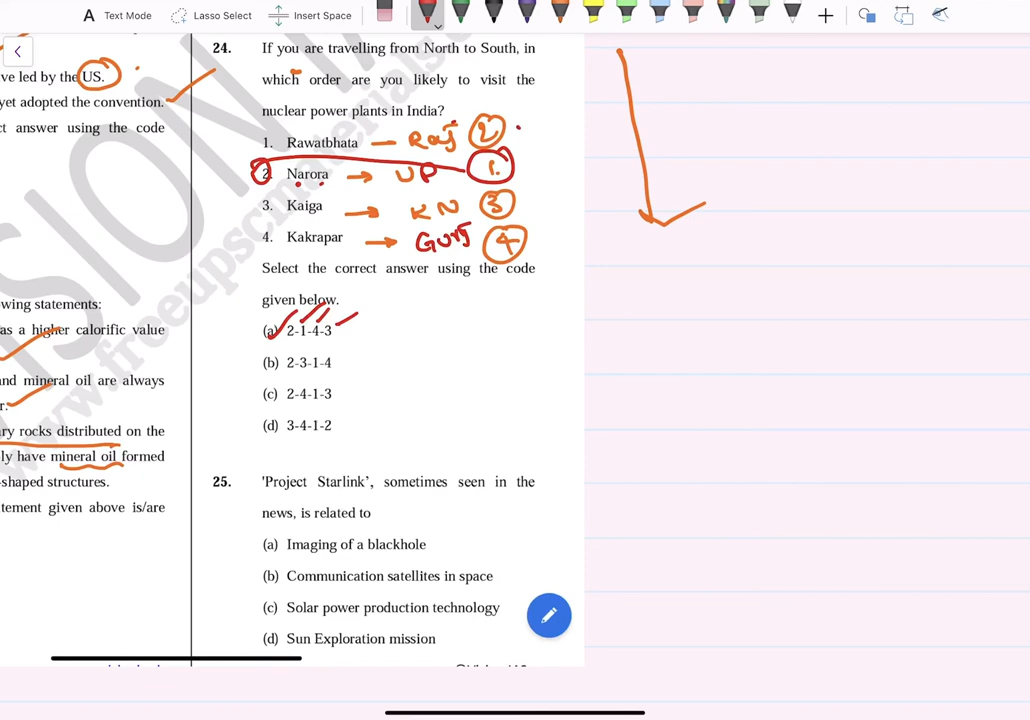 Text Mode
Lasso Select
Insert Space
ve led by the US.
yet adopted the convention.
ct answer using the code
wing statements:
as a higher calorific value
and mineral oil are always
r.
ary rocks distributed on the
ly have mineral oil formed
-shaped structures.
tement given above is/are
24. If you are travelling from North to South, in
which order are you likely to visit the
nuclear power plants in India?
1. Rawatbhata Raj 2
2. Narora UP 1.
3. Kaiga KN 3
4. Kakrapar Guj 4
Select the correct answer using the code
given below.
(a) 2-1-4-3
(b) 2-3-1-4
(c) 2-4-1-3
(d) 3-4-1-2
25. 'Project Starlink', sometimes seen in the
news, is related to
(a) Imaging of a blackhole
(b) Communication satellites in space
(c) Solar power production technology
(d) Sun Exploration mission